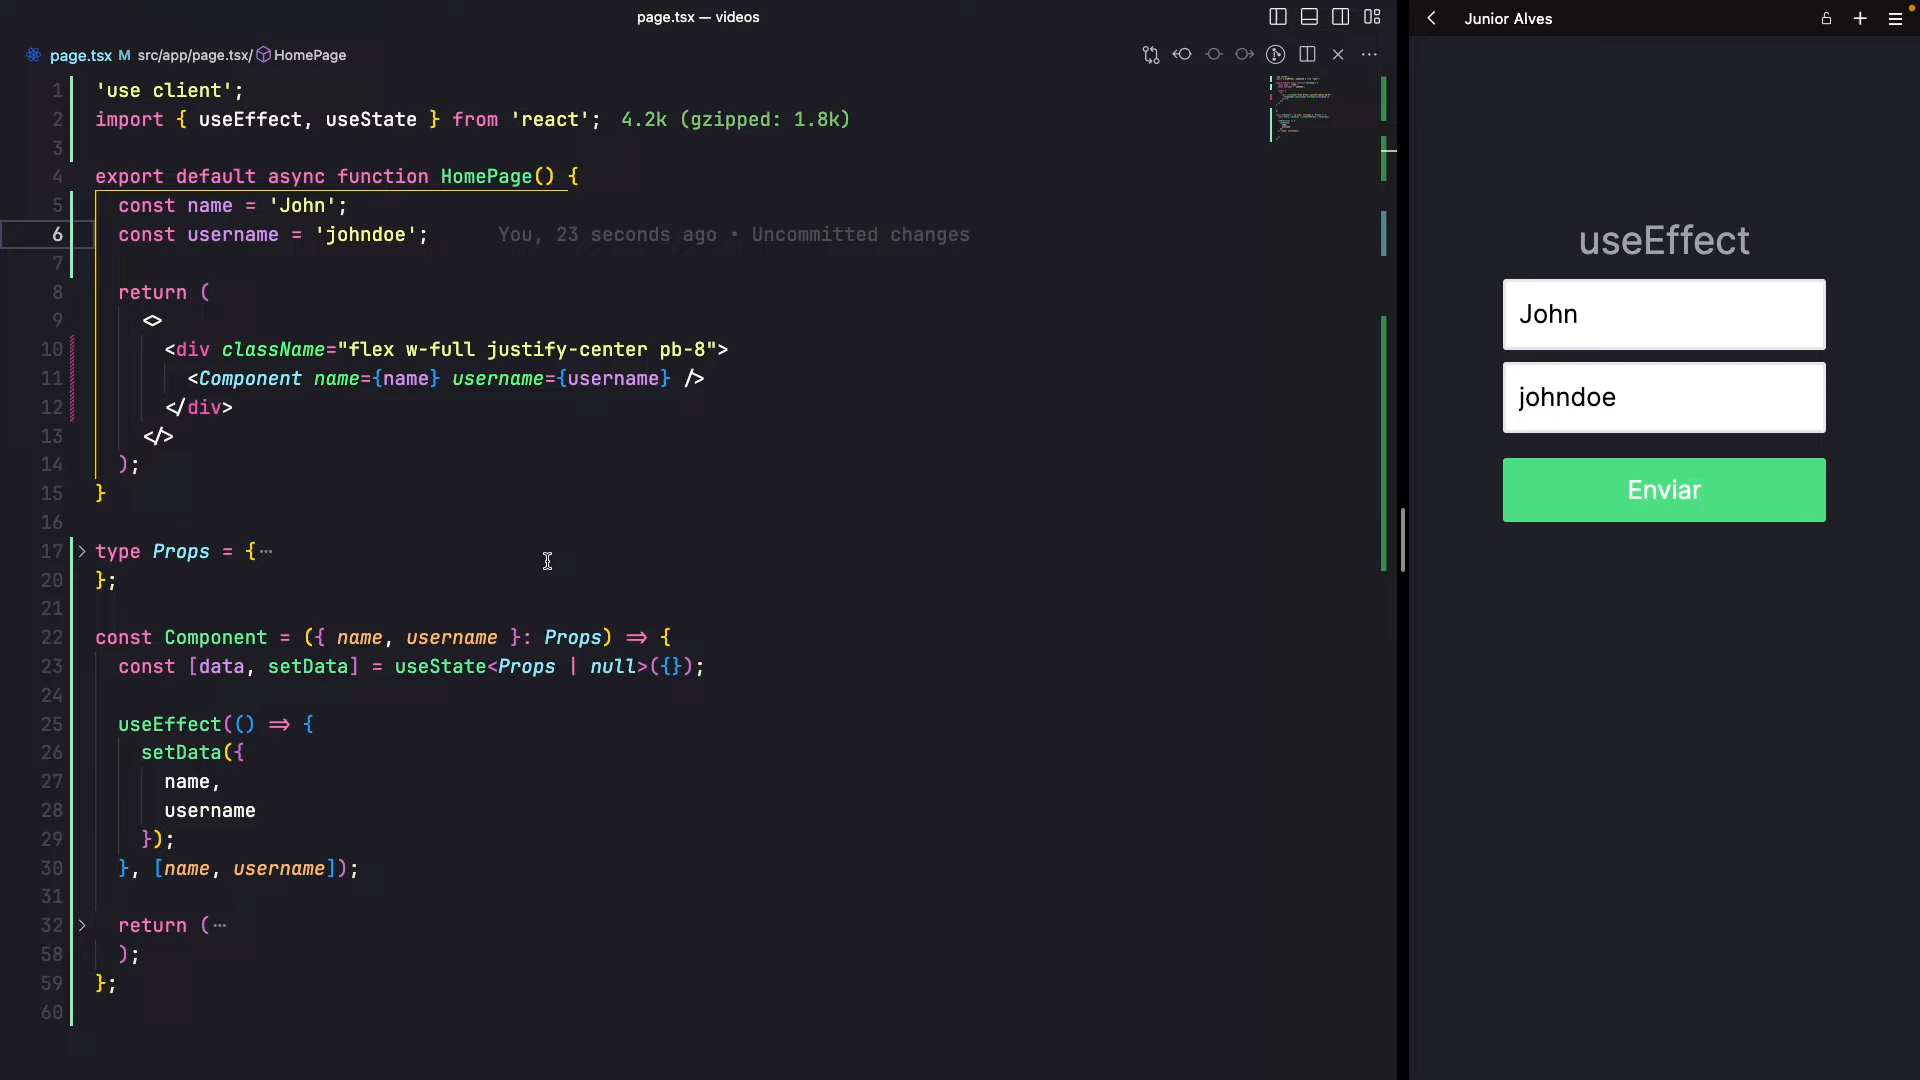 page.tsx — videos
page.tsx M src/app/page.tsx/ HomePage
1 'use client';
2 import { useEffect, useState } from 'react'; 4.2k (gzipped: 1.8k)
3
4 export default async function HomePage() {
5 const name = 'John';
6 const username = 'johndoe'; You, 23 seconds ago • Uncommitted changes
7
8 return (
9 <>
10 <div className="flex w-full justify-center pb-8">
11 <Component name={name} username={username} />
12 </div>
13 </>
14 );
15 }
16
17 type Props = {…
20 };
21
22 const Component = ({ name, username }: Props) => {
23 const [data, setData] = useState<Props | null>({});
24
25 useEffect(() => {
26 setData({
27 name,
28 username
29 });
30 }, [name, username]);
31
32 return (…
58 );
59 };
60
Junior Alves
useEffect
John
johndoe
Enviar